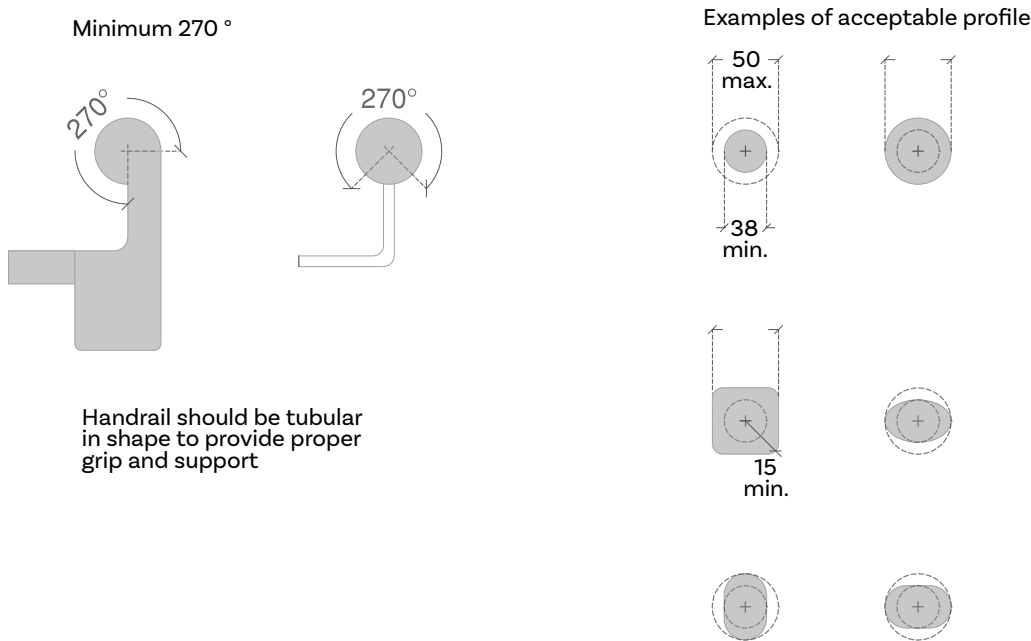 Minimum 270 °
270°
270°
Handrail should be tubular
in shape to provide proper
grip and support
Examples of acceptable profile
50
max.
38
min.
15
min.